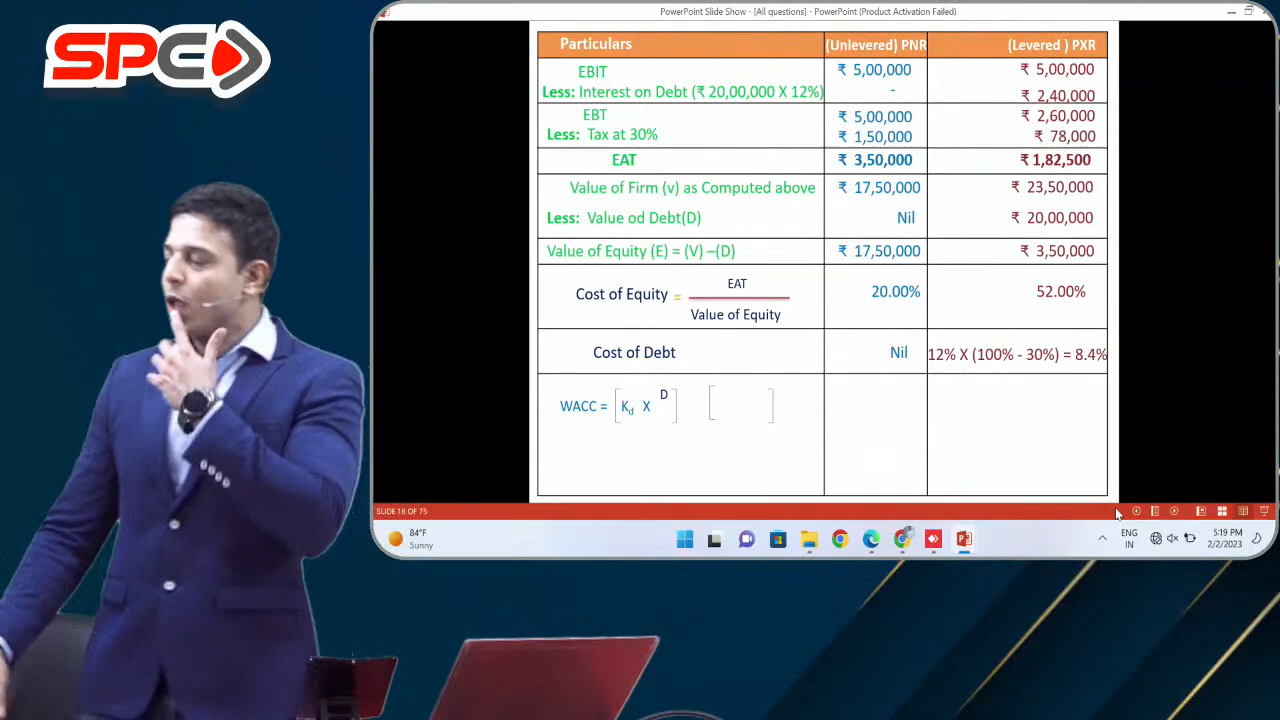 SPC
PowerPoint Slide Show - [All questions] - PowerPoint (Product Activation Failed)
Particulars (Unlevered) PNR (Levered ) PXR
EBIT ₹ 5,00,000 ₹ 5,00,000
Less: Interest on Debt (₹ 20,00,000 X 12%) - ₹ 2,40,000
EBT ₹ 5,00,000 ₹ 2,60,000
Less: Tax at 30% ₹ 1,50,000 ₹ 78,000
EAT ₹ 3,50,000 ₹ 1,82,500
Value of Firm (v) as Computed above ₹ 17,50,000 ₹ 23,50,000
Less: Value od Debt(D) Nil ₹ 20,00,000
Value of Equity (E) = (V) –(D) ₹ 17,50,000 ₹ 3,50,000
Cost of Equity = EAT 20.00% 52.00%
Value of Equity
Cost of Debt Nil 12% X (100% - 30%) = 8.4%
WACC = [Kd X D] [ ]
SLIDE 16 OF 75
84°F
Sunny
ENG
IN
5:19 PM
2/2/2023